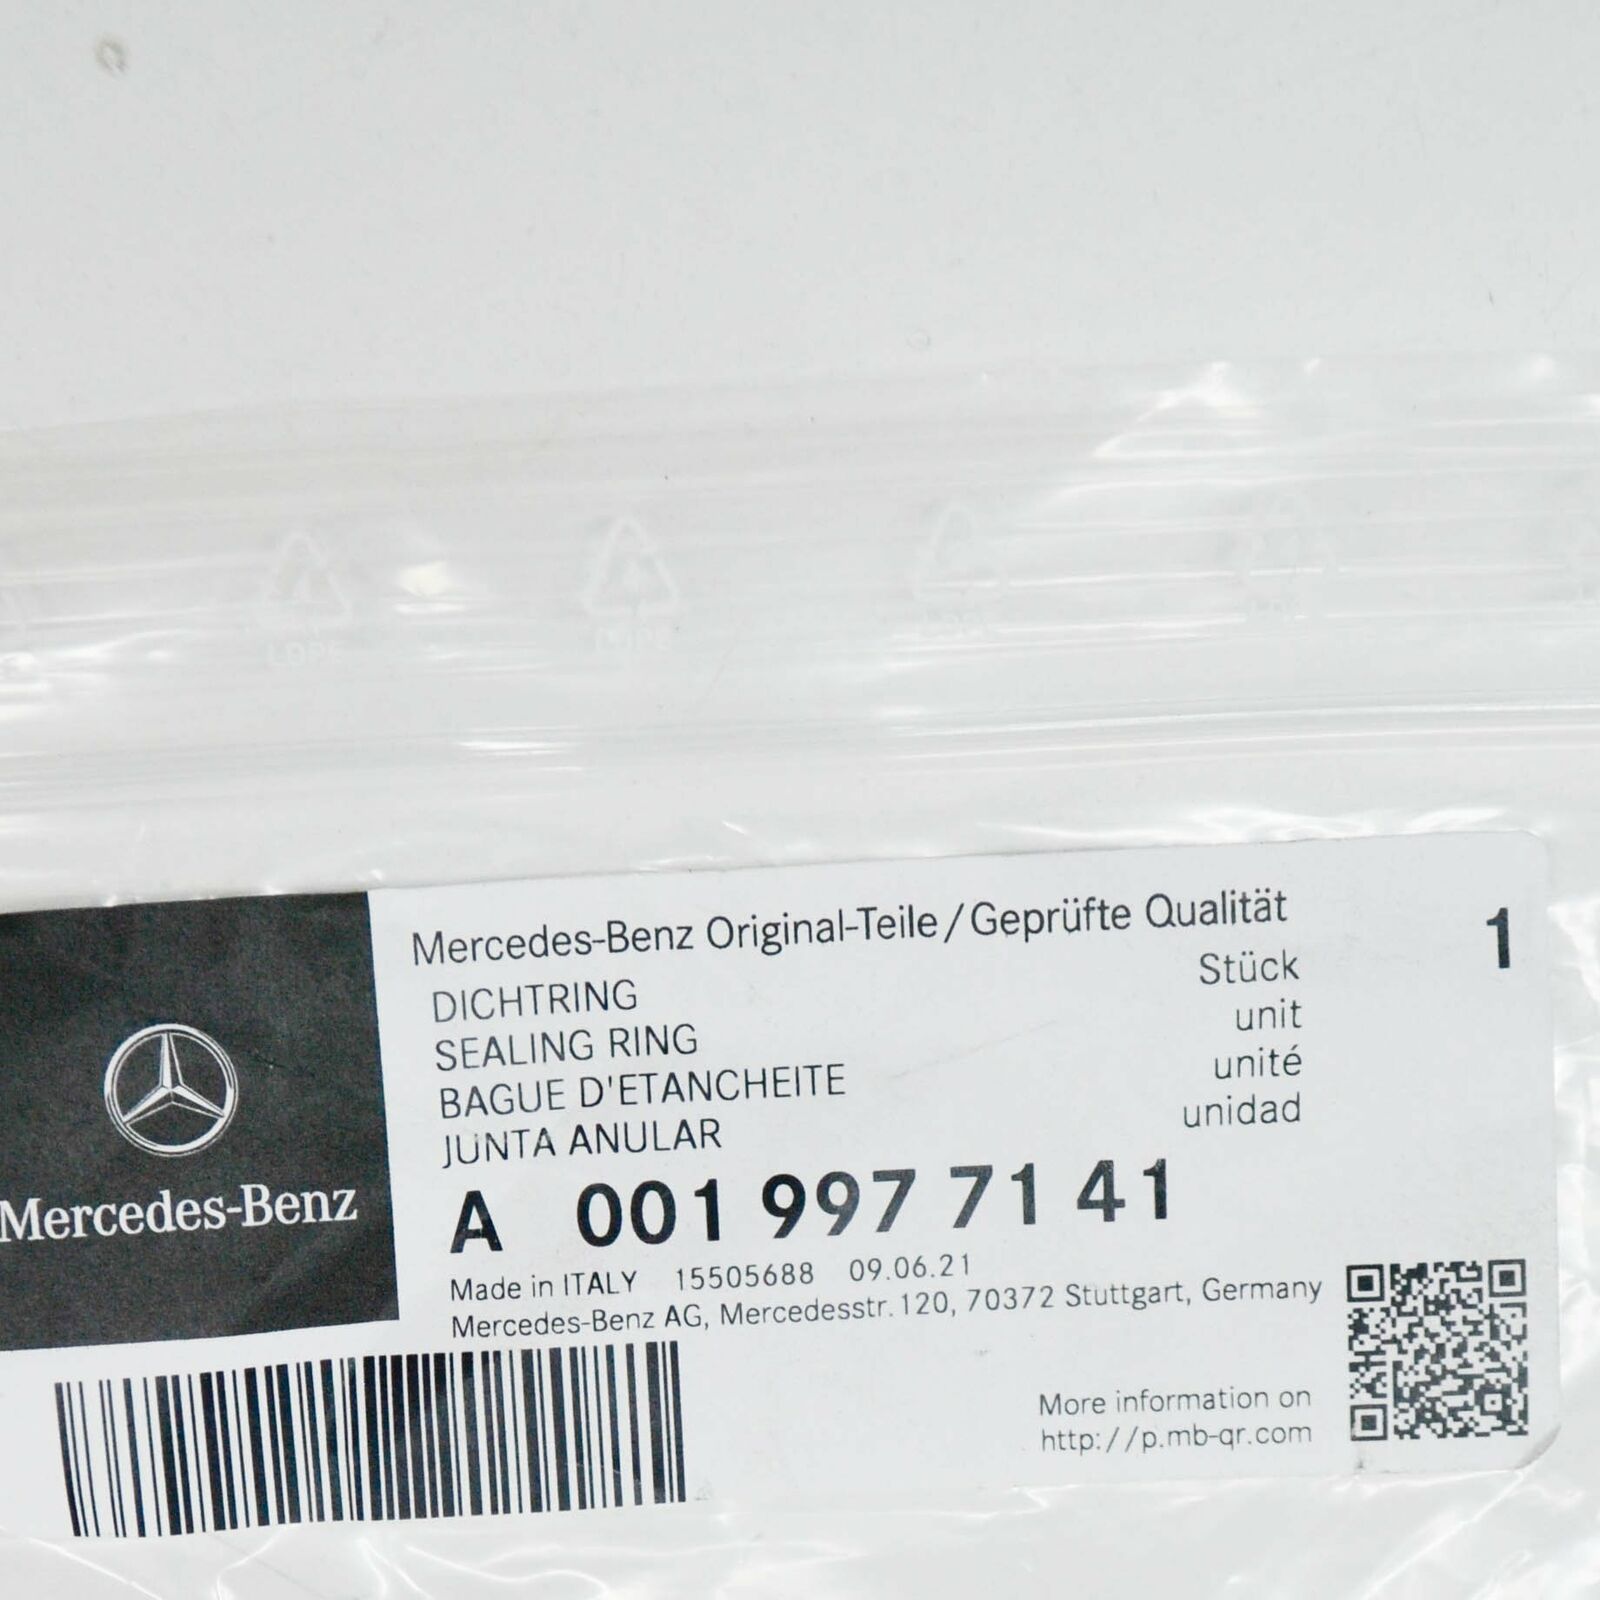 LDPE
LDPE
Mercedes-Benz Original-Teile/Geprüfte Qualität
1
DICHTRING
Stück
SEALING RING
unit
BAGUE D'ETANCHEITE
unité
JUNTA ANULAR
unidad
Mercedes-Benz
A 001 997 71 41
Made in ITALY 15505688 09.06.21
Mercedes-Benz AG, Mercedesstr. 120, 70372 Stuttgart, Germany
More information on
http://p.mb-qr.com